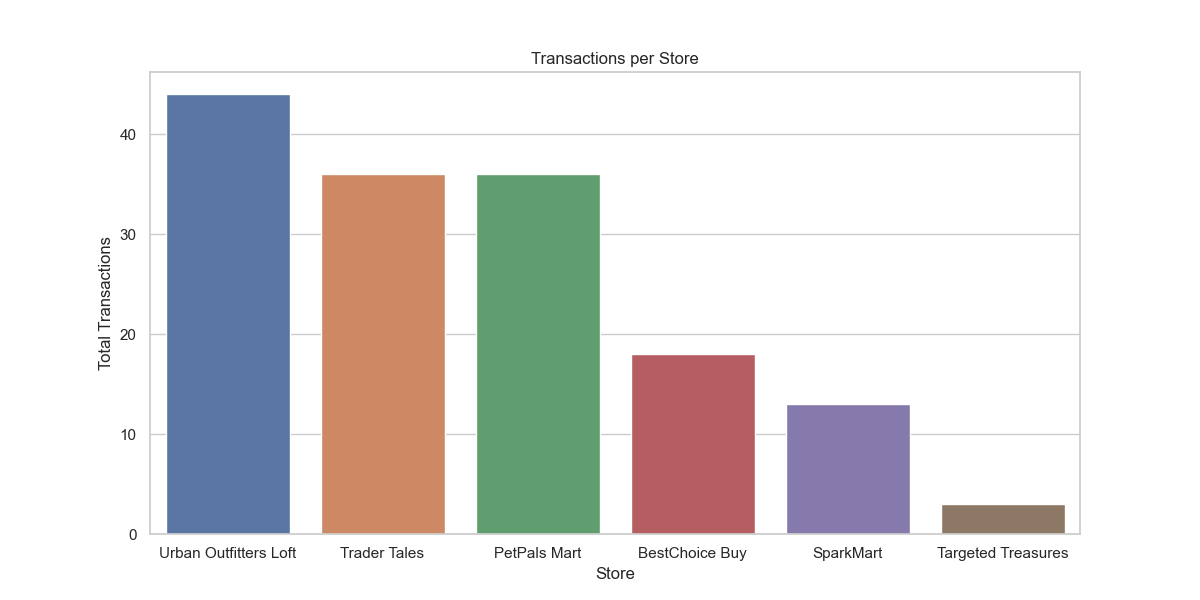 Transactions per Store
Total Transactions
40
30
20
10
0
Urban Outfitters Loft
Trader Tales
PetPals Mart
BestChoice Buy
SparkMart
Targeted Treasures
Store